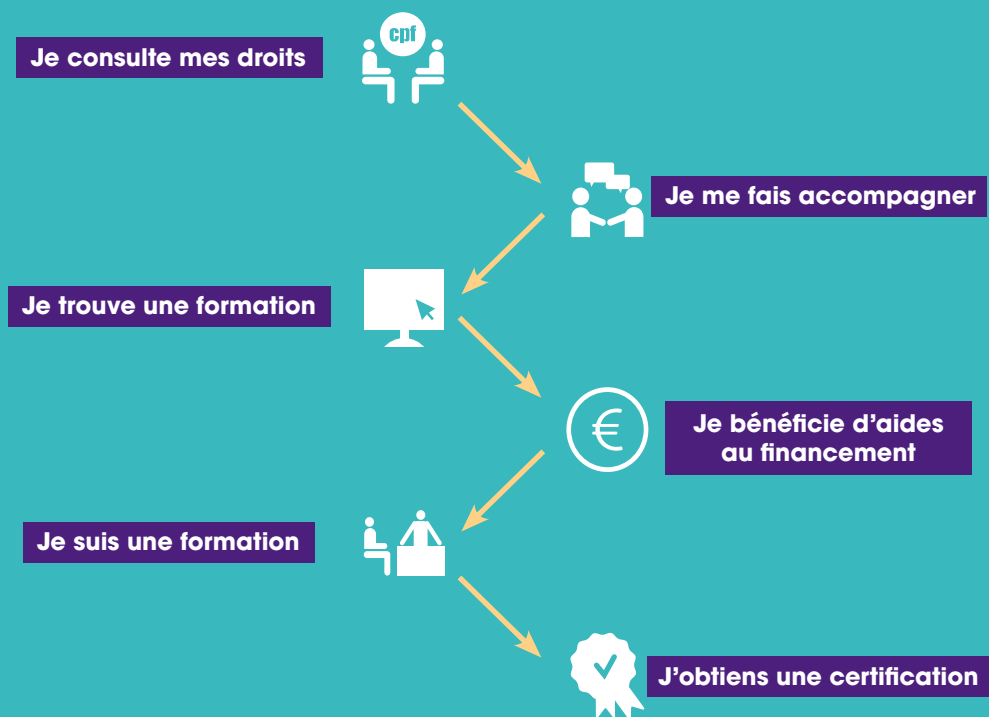 cpf
Je consulte mes droits
Je me fais accompagner
Je trouve une formation
€
Je bénéficie d'aides
au financement
Je suis une formation
J'obtiens une certification